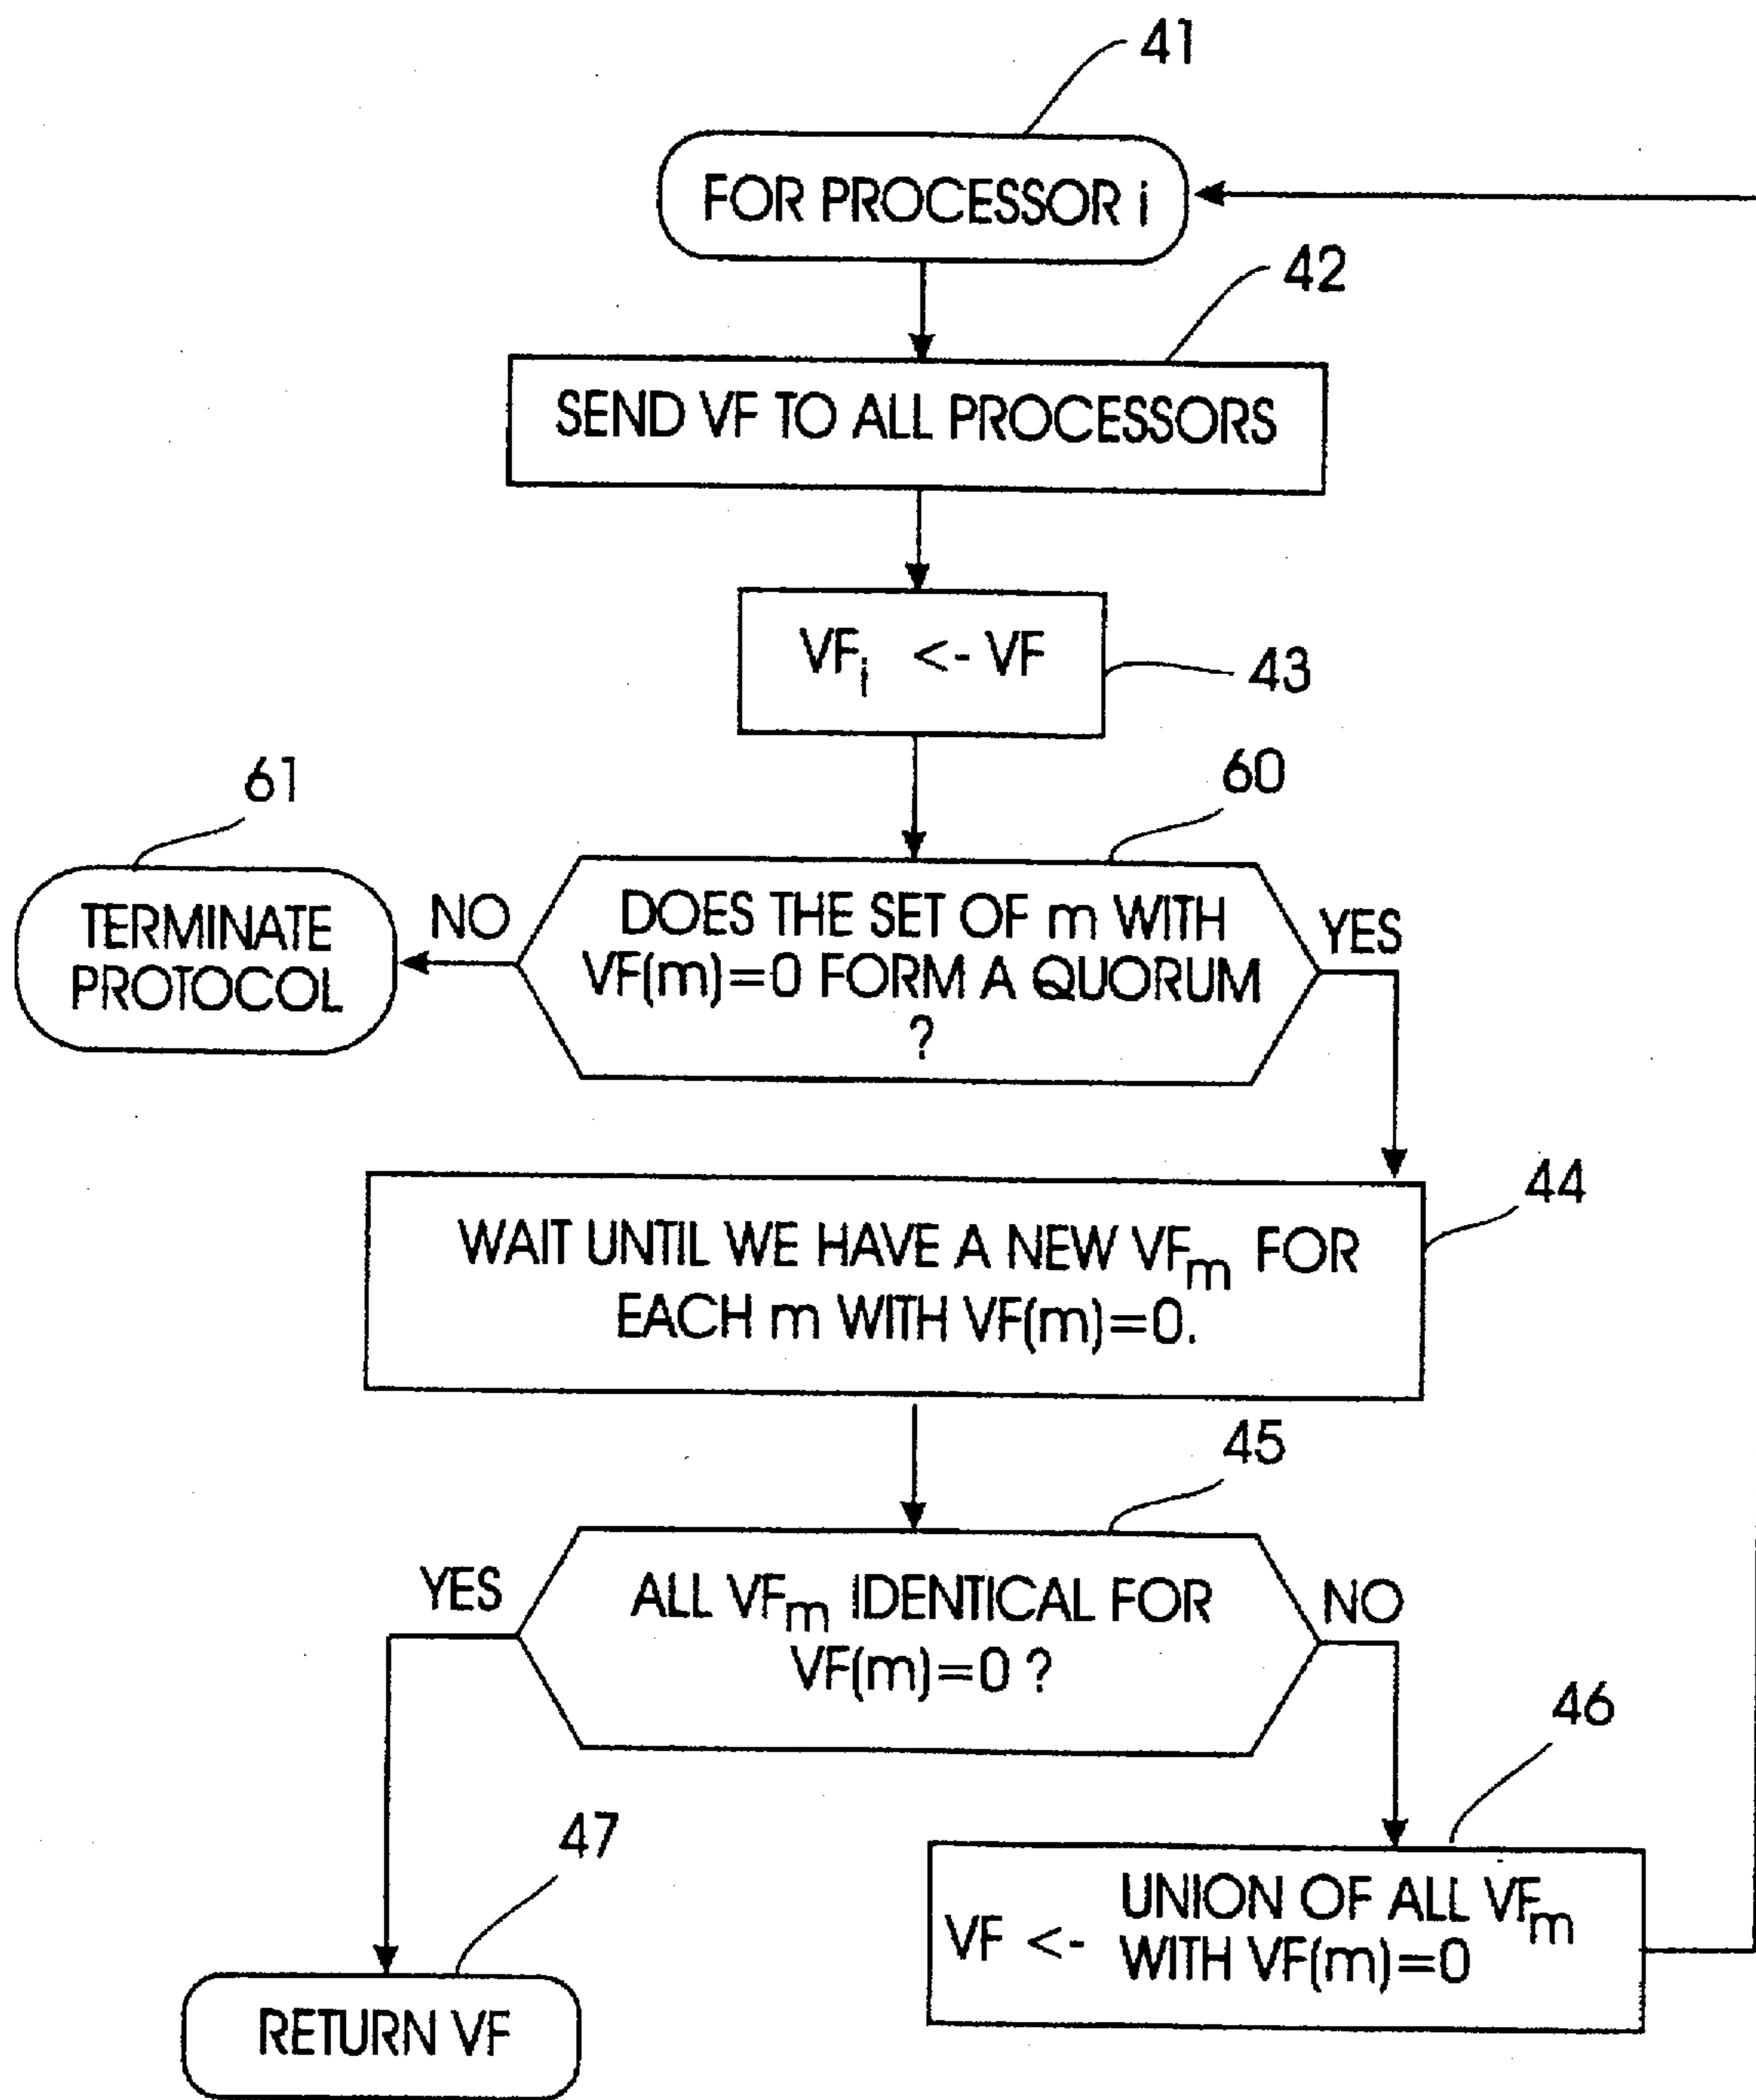 41
FOR PROCESSOR i
42
SEND VF TO ALL PROCESSORS
VFi <- VF
43
61
60
TERMINATE
PROTOCOL
NO
DOES THE SET OF m WITH
VF(m)=0 FORM A QUORUM
?
YES
44
WAIT UNTIL WE HAVE A NEW VFm FOR
EACH m WITH VF(m)=0.
45
YES
ALL VFm IDENTICAL FOR
VF(m)=0 ?
NO
46
47
VF <- UNION OF ALL VFm
WITH VF(m)=0
RETURN VF